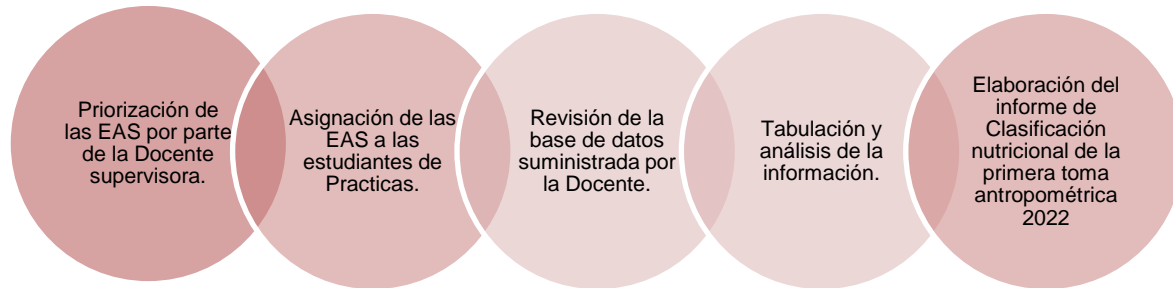 Priorización de
las EAS por parte
de la Docente
supervisora.
Asignación de las
EAS a las
estudiantes de
Practicas.
Revisión de la
base de datos
suministrada por
la Docente.
Tabulación y
análisis de la
información.
Elaboración del
informe de
Clasificación
nutricional de la
primera toma
antropométrica
2022